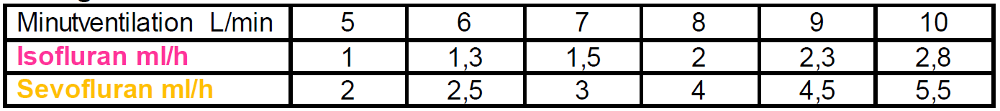 Minutventilation L/min 5 6 7 8 9 10
Isofluran ml/h 1 1,3 1,5 2 2,3 2,8
Sevofluran ml/h 2 2,5 3 4 4,5 5,5